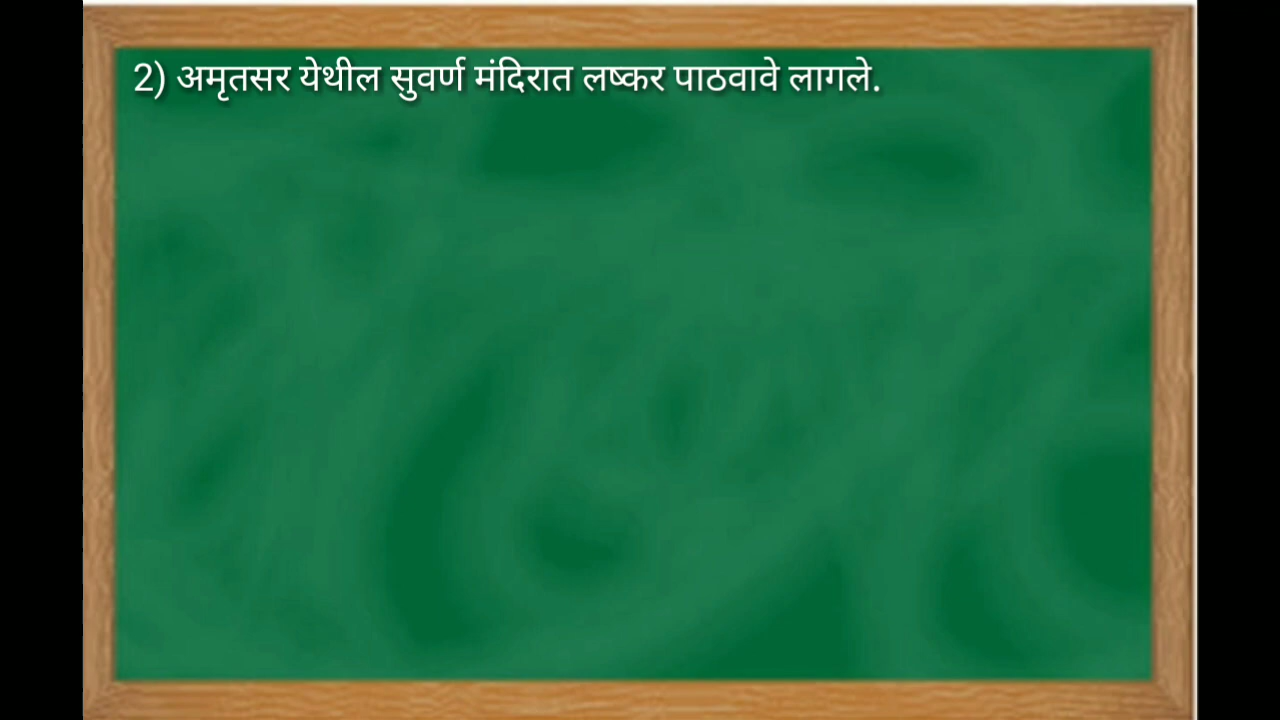 2) अमृतसर येथील सुवर्ण मंदिरात लष्कर पाठवावे लागले.